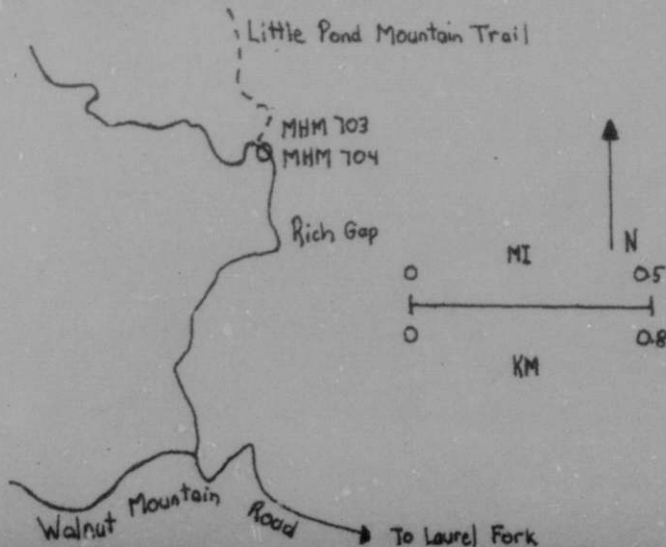 Little Pond Mountain Trail
MHM 703
MHM 704
Rich Gap
MI
N
0 0.5
0 0.8
KM
Walnut Mountain Road
To Laurel Fork